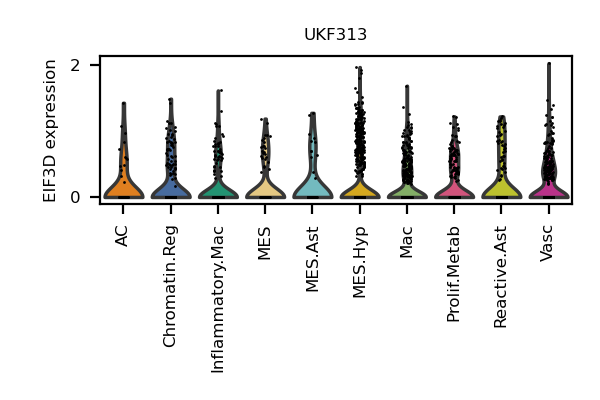 UKF313
EIF3D expression
2
0
AC
Chromatin.Reg
Inflammatory.Mac
MES
MES.Ast
MES.Hyp
Mac
Prolif.Metab
Reactive.Ast
Vasc